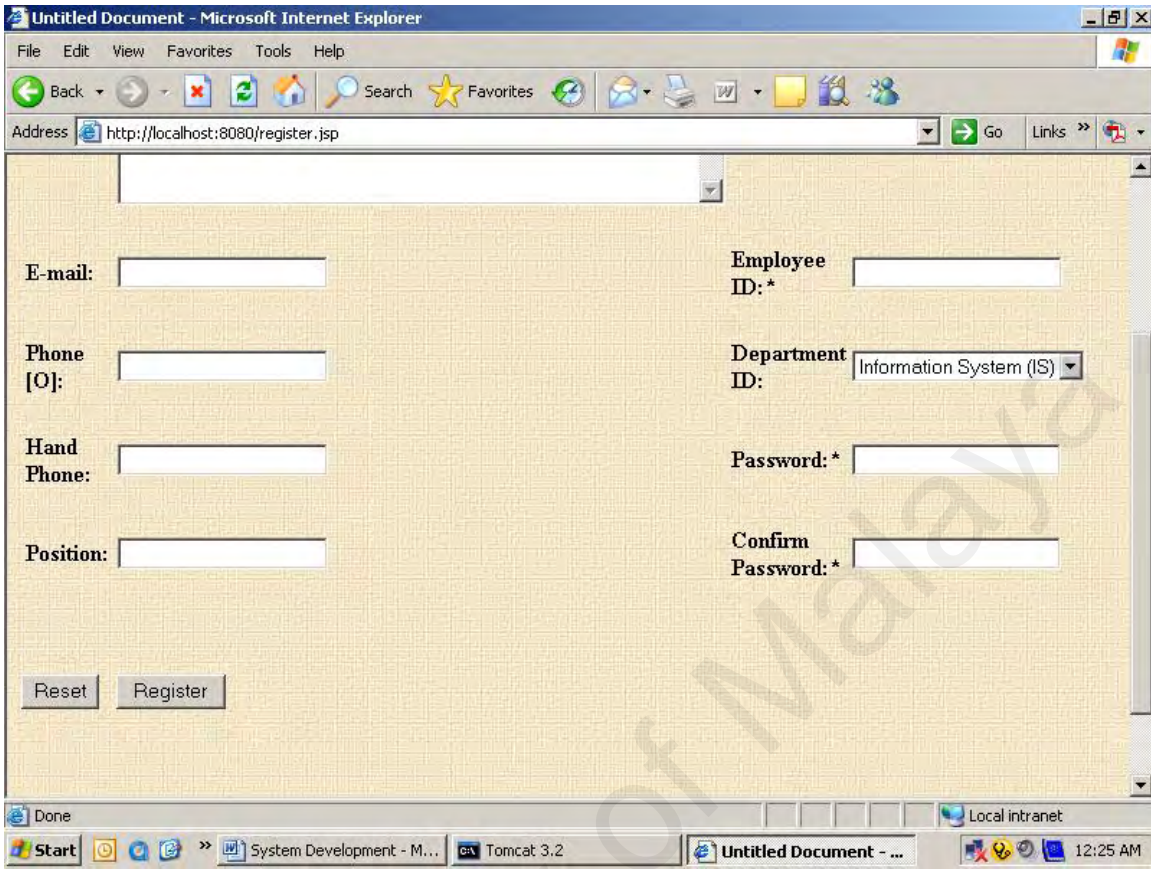 Untitled Document - Microsoft Internet Explorer
File Edit View Favorites Tools Help
Back Search Favorites
Address http://localhost:8080/register.jsp Go Links »
E-mail:
Employee
ID:*
Phone
[O]:
Department
ID:
Information System (IS)
Hand
Phone:
Password:*
Position:
Confirm
Password:*
Reset Register
of Malaya
Done Local intranet
Start » System Development - M... Tomcat 3.2 Untitled Document - ... 12:25 AM